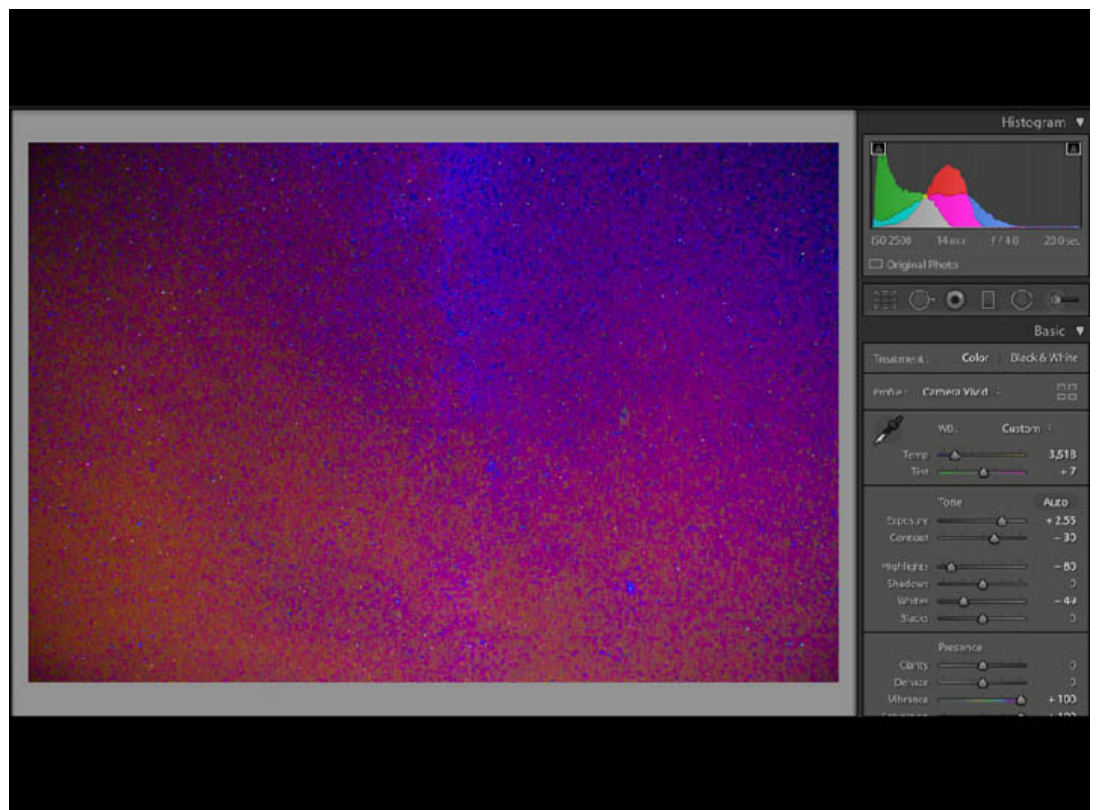 Histogram
ISO 2500 14 mm f / 4.0 20.0 sec
Original Photo
Basic
Treatment: Color Black & White
Profile: Camera Vivid
WB: Custom
Temp 3,518
Tint + 7
Tone Auto
Exposure + 2.55
Contrast – 30
Highlights – 80
Shadows 0
Whites – 49
Blacks 0
Presence
Clarity 0
Dehaze 0
Vibrance + 100
+ 100